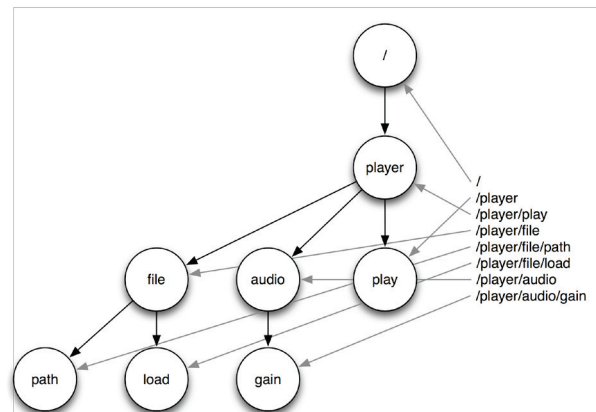 /
player
/
/player
/player/play
/player/file
/player/file/path
/player/file/load
/player/audio
/player/audio/gain
file
audio
play
path
load
gain